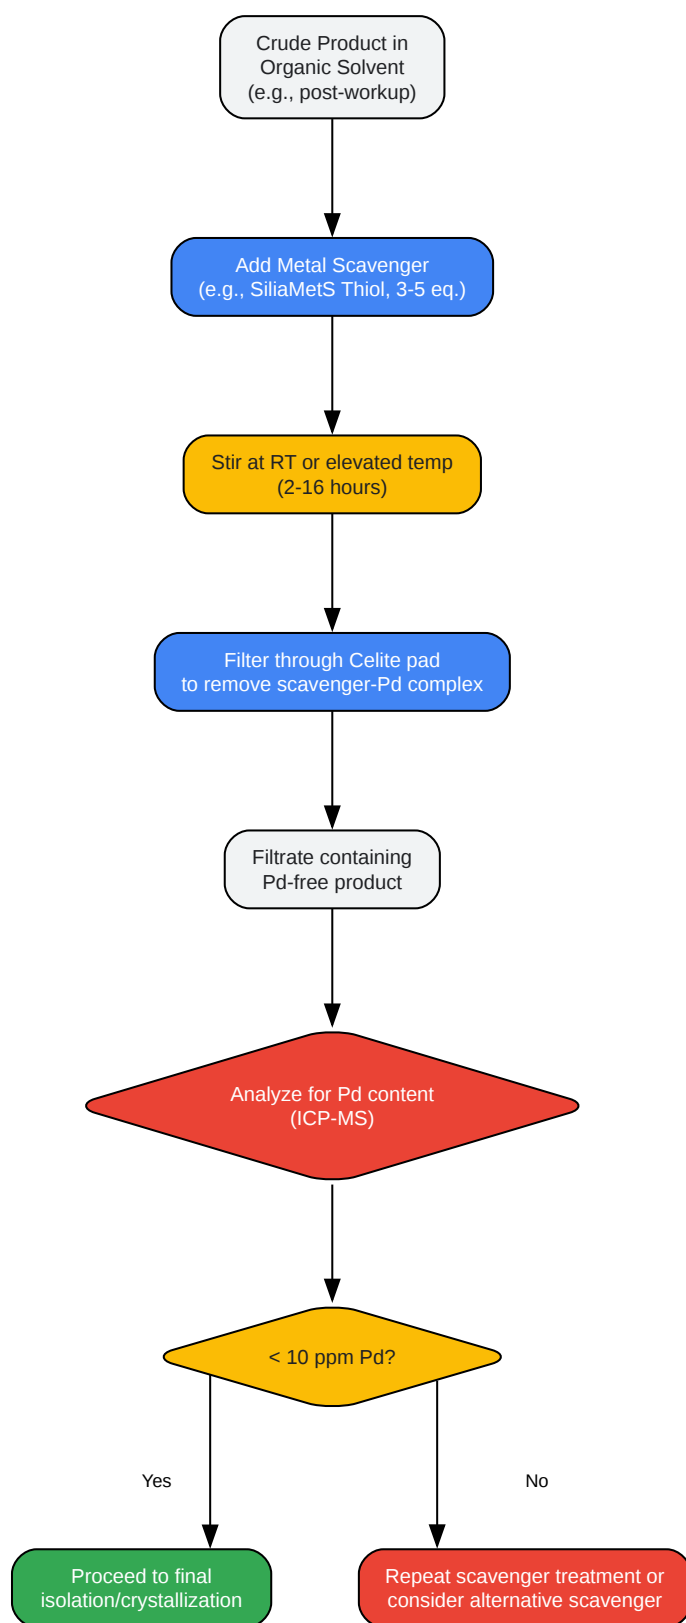 Crude Product in
Organic Solvent
(e.g., post-workup)
Add Metal Scavenger
(e.g., SiliaMetS Thiol, 3-5 eq.)
Stir at RT or elevated temp
(2-16 hours)
Filter through Celite pad
to remove scavenger-Pd complex
Filtrate containing
Pd-free product
Analyze for Pd content
(ICP-MS)
< 10 ppm Pd?
Yes
No
Proceed to final
isolation/crystallization
Repeat scavenger treatment or
consider alternative scavenger